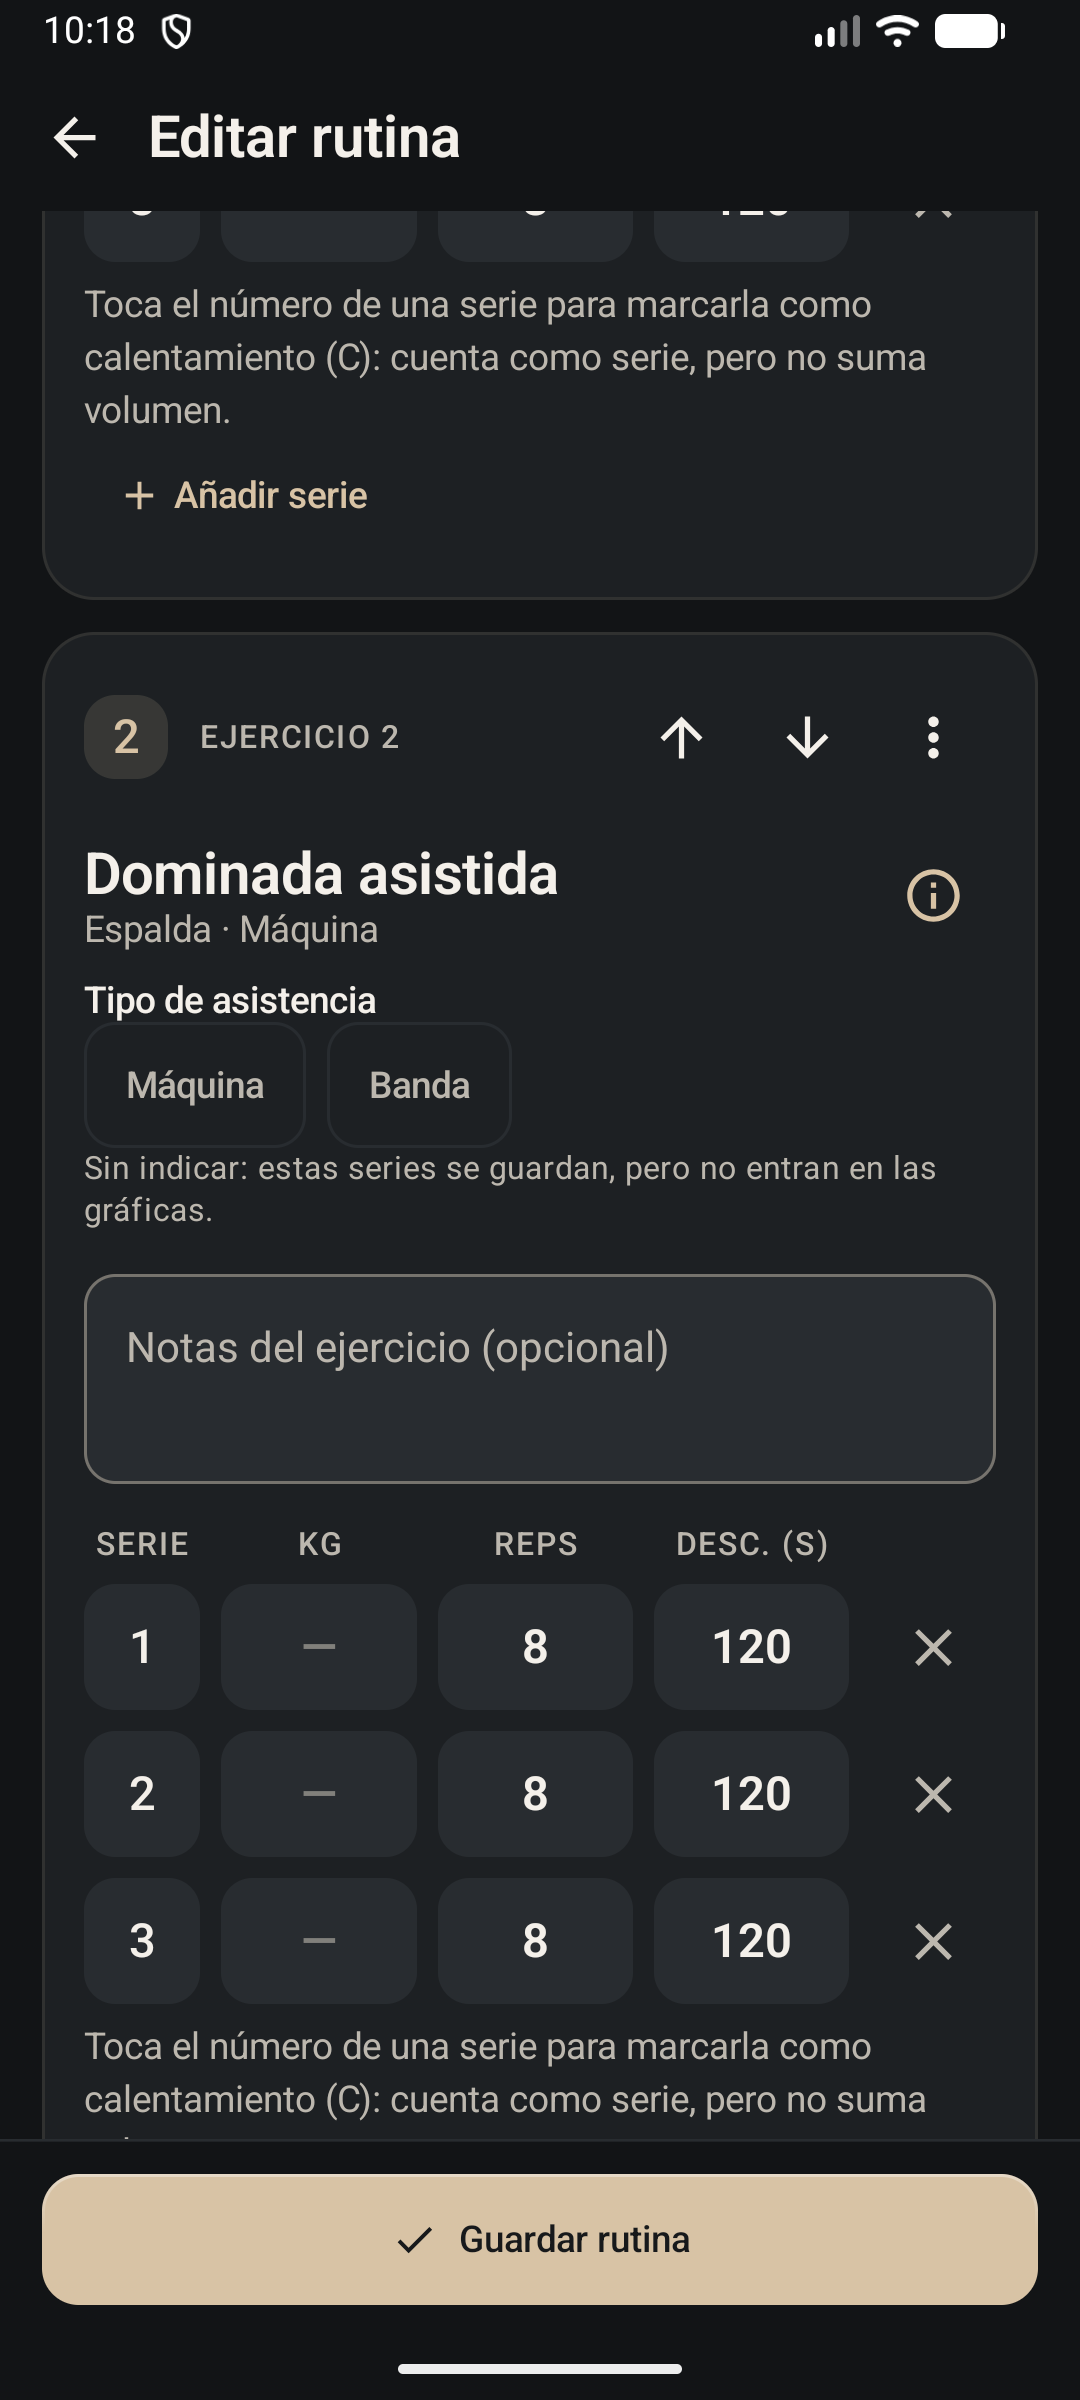 10:18
Editar rutina
Toca el número de una serie para marcarla como
calentamiento (C): cuenta como serie, pero no suma
volumen.
+ Añadir serie
2 EJERCICIO 2
Dominada asistida
Espalda · Máquina
Tipo de asistencia
Máquina Banda
Sin indicar: estas series se guardan, pero no entran en las
gráficas.
Notas del ejercicio (opcional)
SERIE KG REPS DESC. (S)
1 – 8 120
2 – 8 120
3 – 8 120
Toca el número de una serie para marcarla como
calentamiento (C): cuenta como serie, pero no suma
Guardar rutina